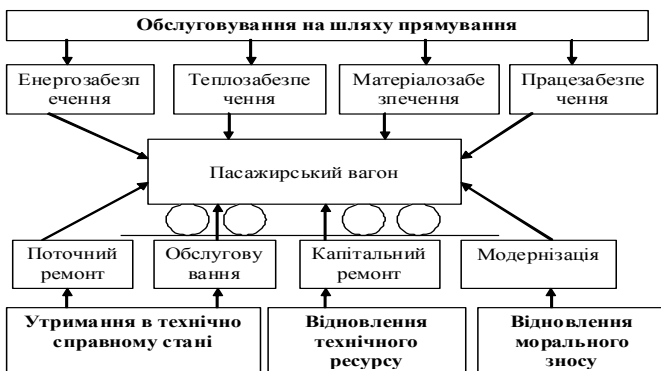 Обслуговування на шляху прямування
Енергозабезп
ечення
Теплозабезпе
чення
Матеріалозабе
зпечення
Працезабезпе
чення
Пасажирський вагон
Поточний
ремонт
Обслугову
вання
Капітальний
ремонт
Модернізація
Утримання в технічно
справному стані
Відновлення
технічного
ресурсу
Відновлення
морального
зносу